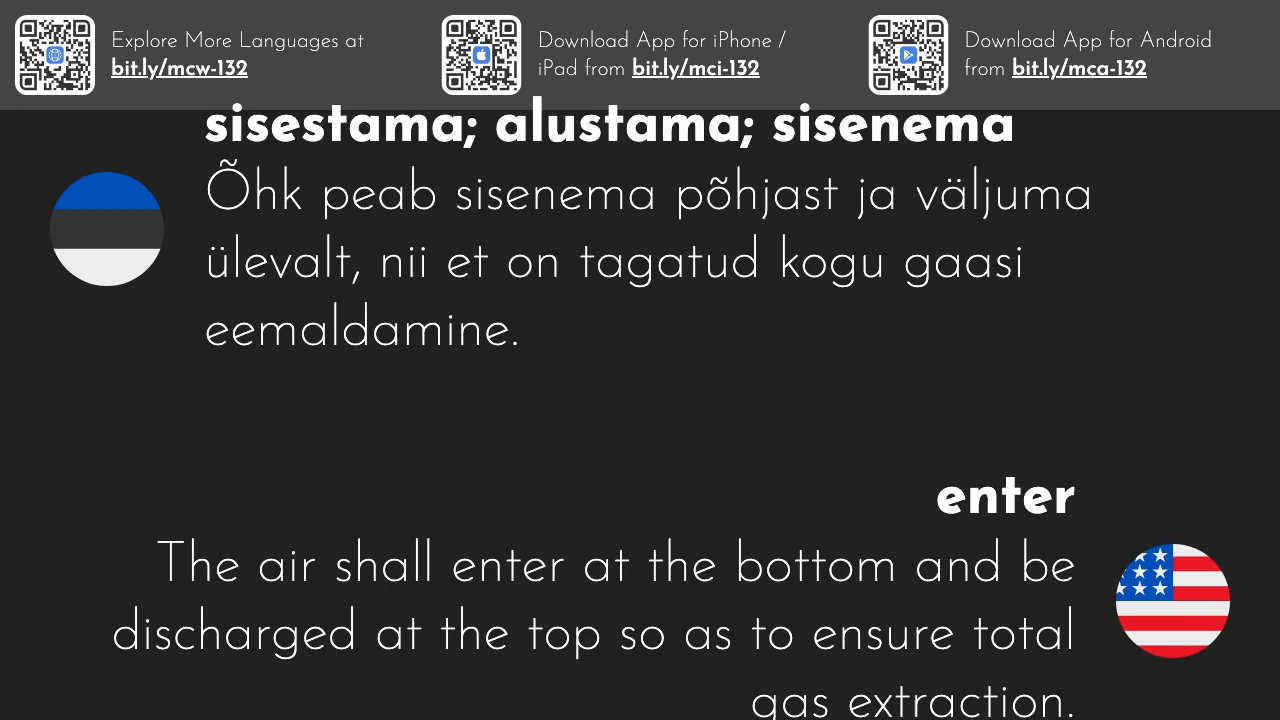 Explore More Languages at
bit.ly/mcw-132
Download App for iPhone /
iPad from bit.ly/mci-132
Download App for Android
from bit.ly/mca-132
sisestama; alustama; sisenema
Õhk peab sisenema põhjast ja väljuma
ülevalt, nii et on tagatud kogu gaasi
eemaldamine.
enter
The air shall enter at the bottom and be
discharged at the top so as to ensure total
gas extraction.